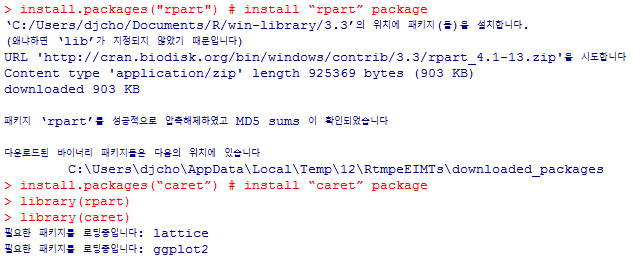 > install.packages("rpart") # install “rpart” package
‘C:/Users/djcho/Documents/R/win-library/3.3’의 위치에 패키지(들)을 설치합니다.
(왜냐하면 ‘lib’가 지정되지 않았기 때문입니다)
URL 'http://cran.biodisk.org/bin/windows/contrib/3.3/rpart_4.1-13.zip'을 시도합니다
Content type 'application/zip' length 925369 bytes (903 KB)
downloaded 903 KB
패키지 ‘rpart’를 성공적으로 압축해제하였고 MD5 sums 이 확인되었습니다
다운로드된 바이너리 패키지들은 다음의 위치에 있습니다
C:\Users\djcho\AppData\Local\Temp\12\RtmpeEIMTs\downloaded_packages
> install.packages(“caret”) # install “caret” package
> library(rpart)
> library(caret)
필요한 패키지를 로딩중입니다: lattice
필요한 패키지를 로딩중입니다: ggplot2